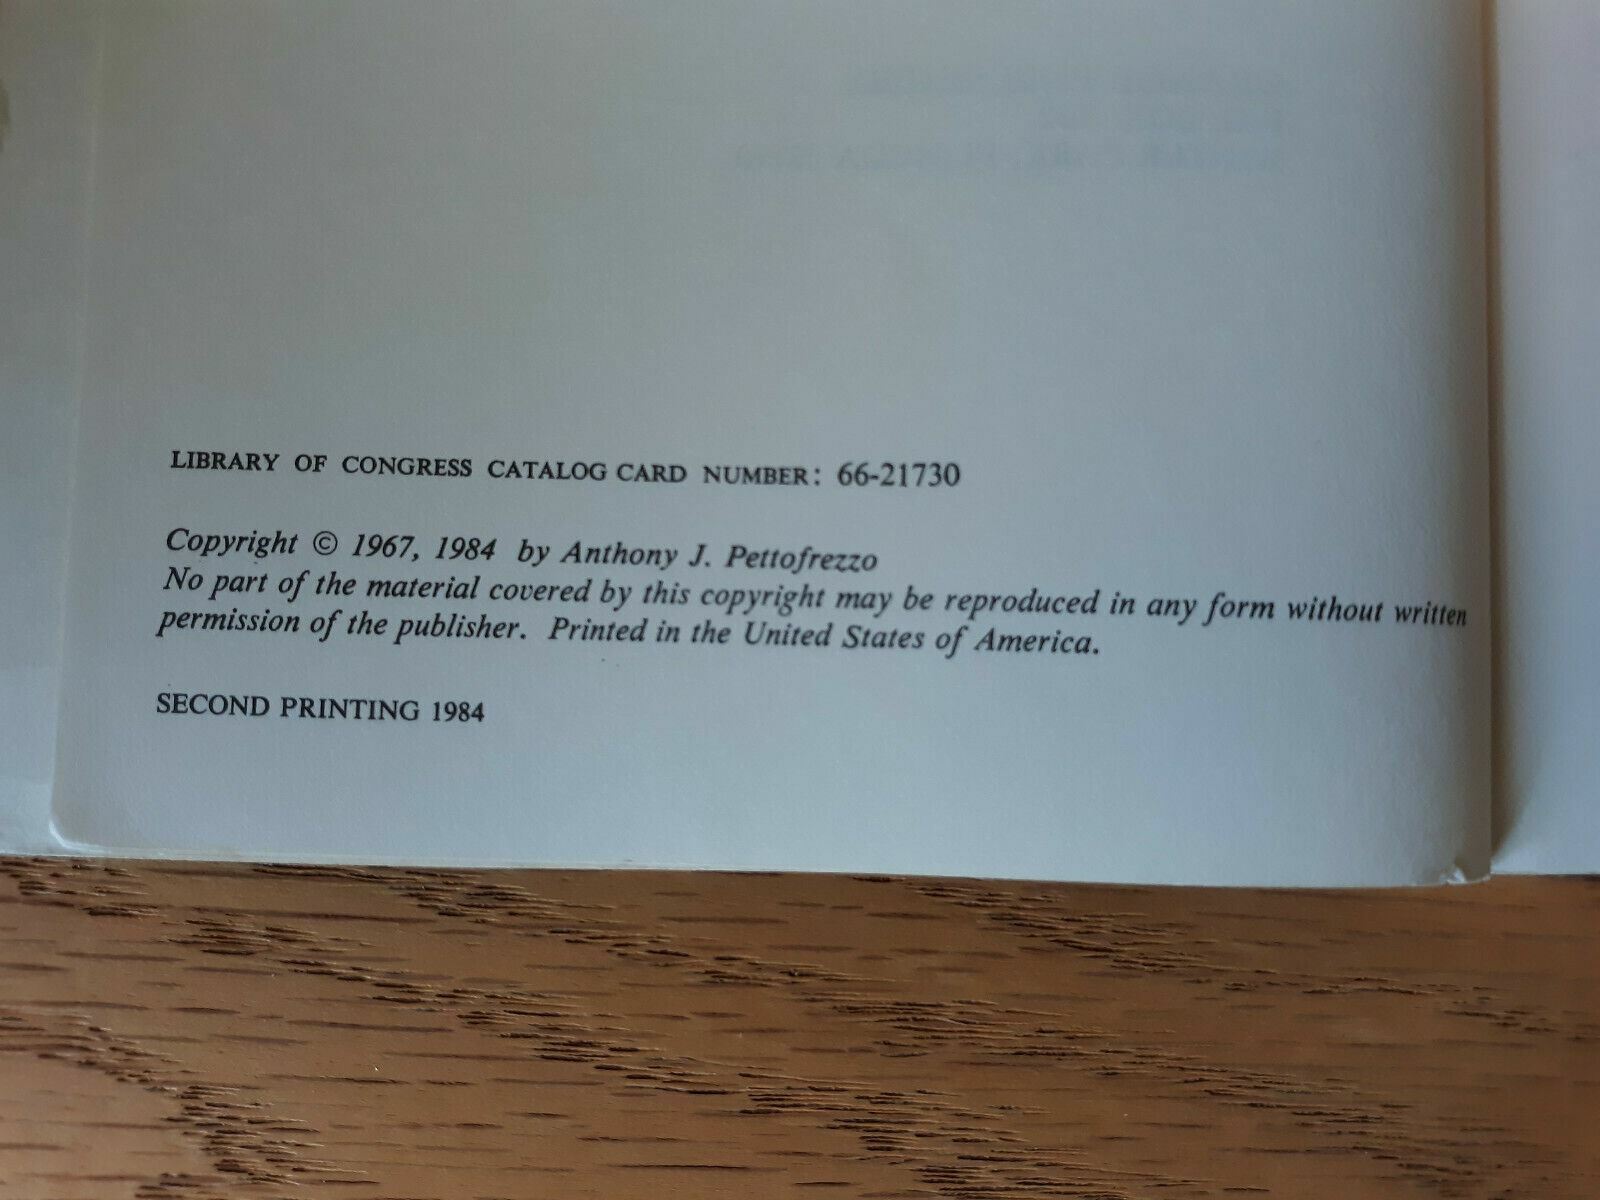 LIBRARY OF CONGRESS CATALOG CARD NUMBER: 66-21730
Copyright © 1967, 1984 by Anthony J. Pettofrezzo
No part of the material covered by this copyright may be reproduced in any form without written
permission of the publisher. Printed in the United States of America.
SECOND PRINTING 1984